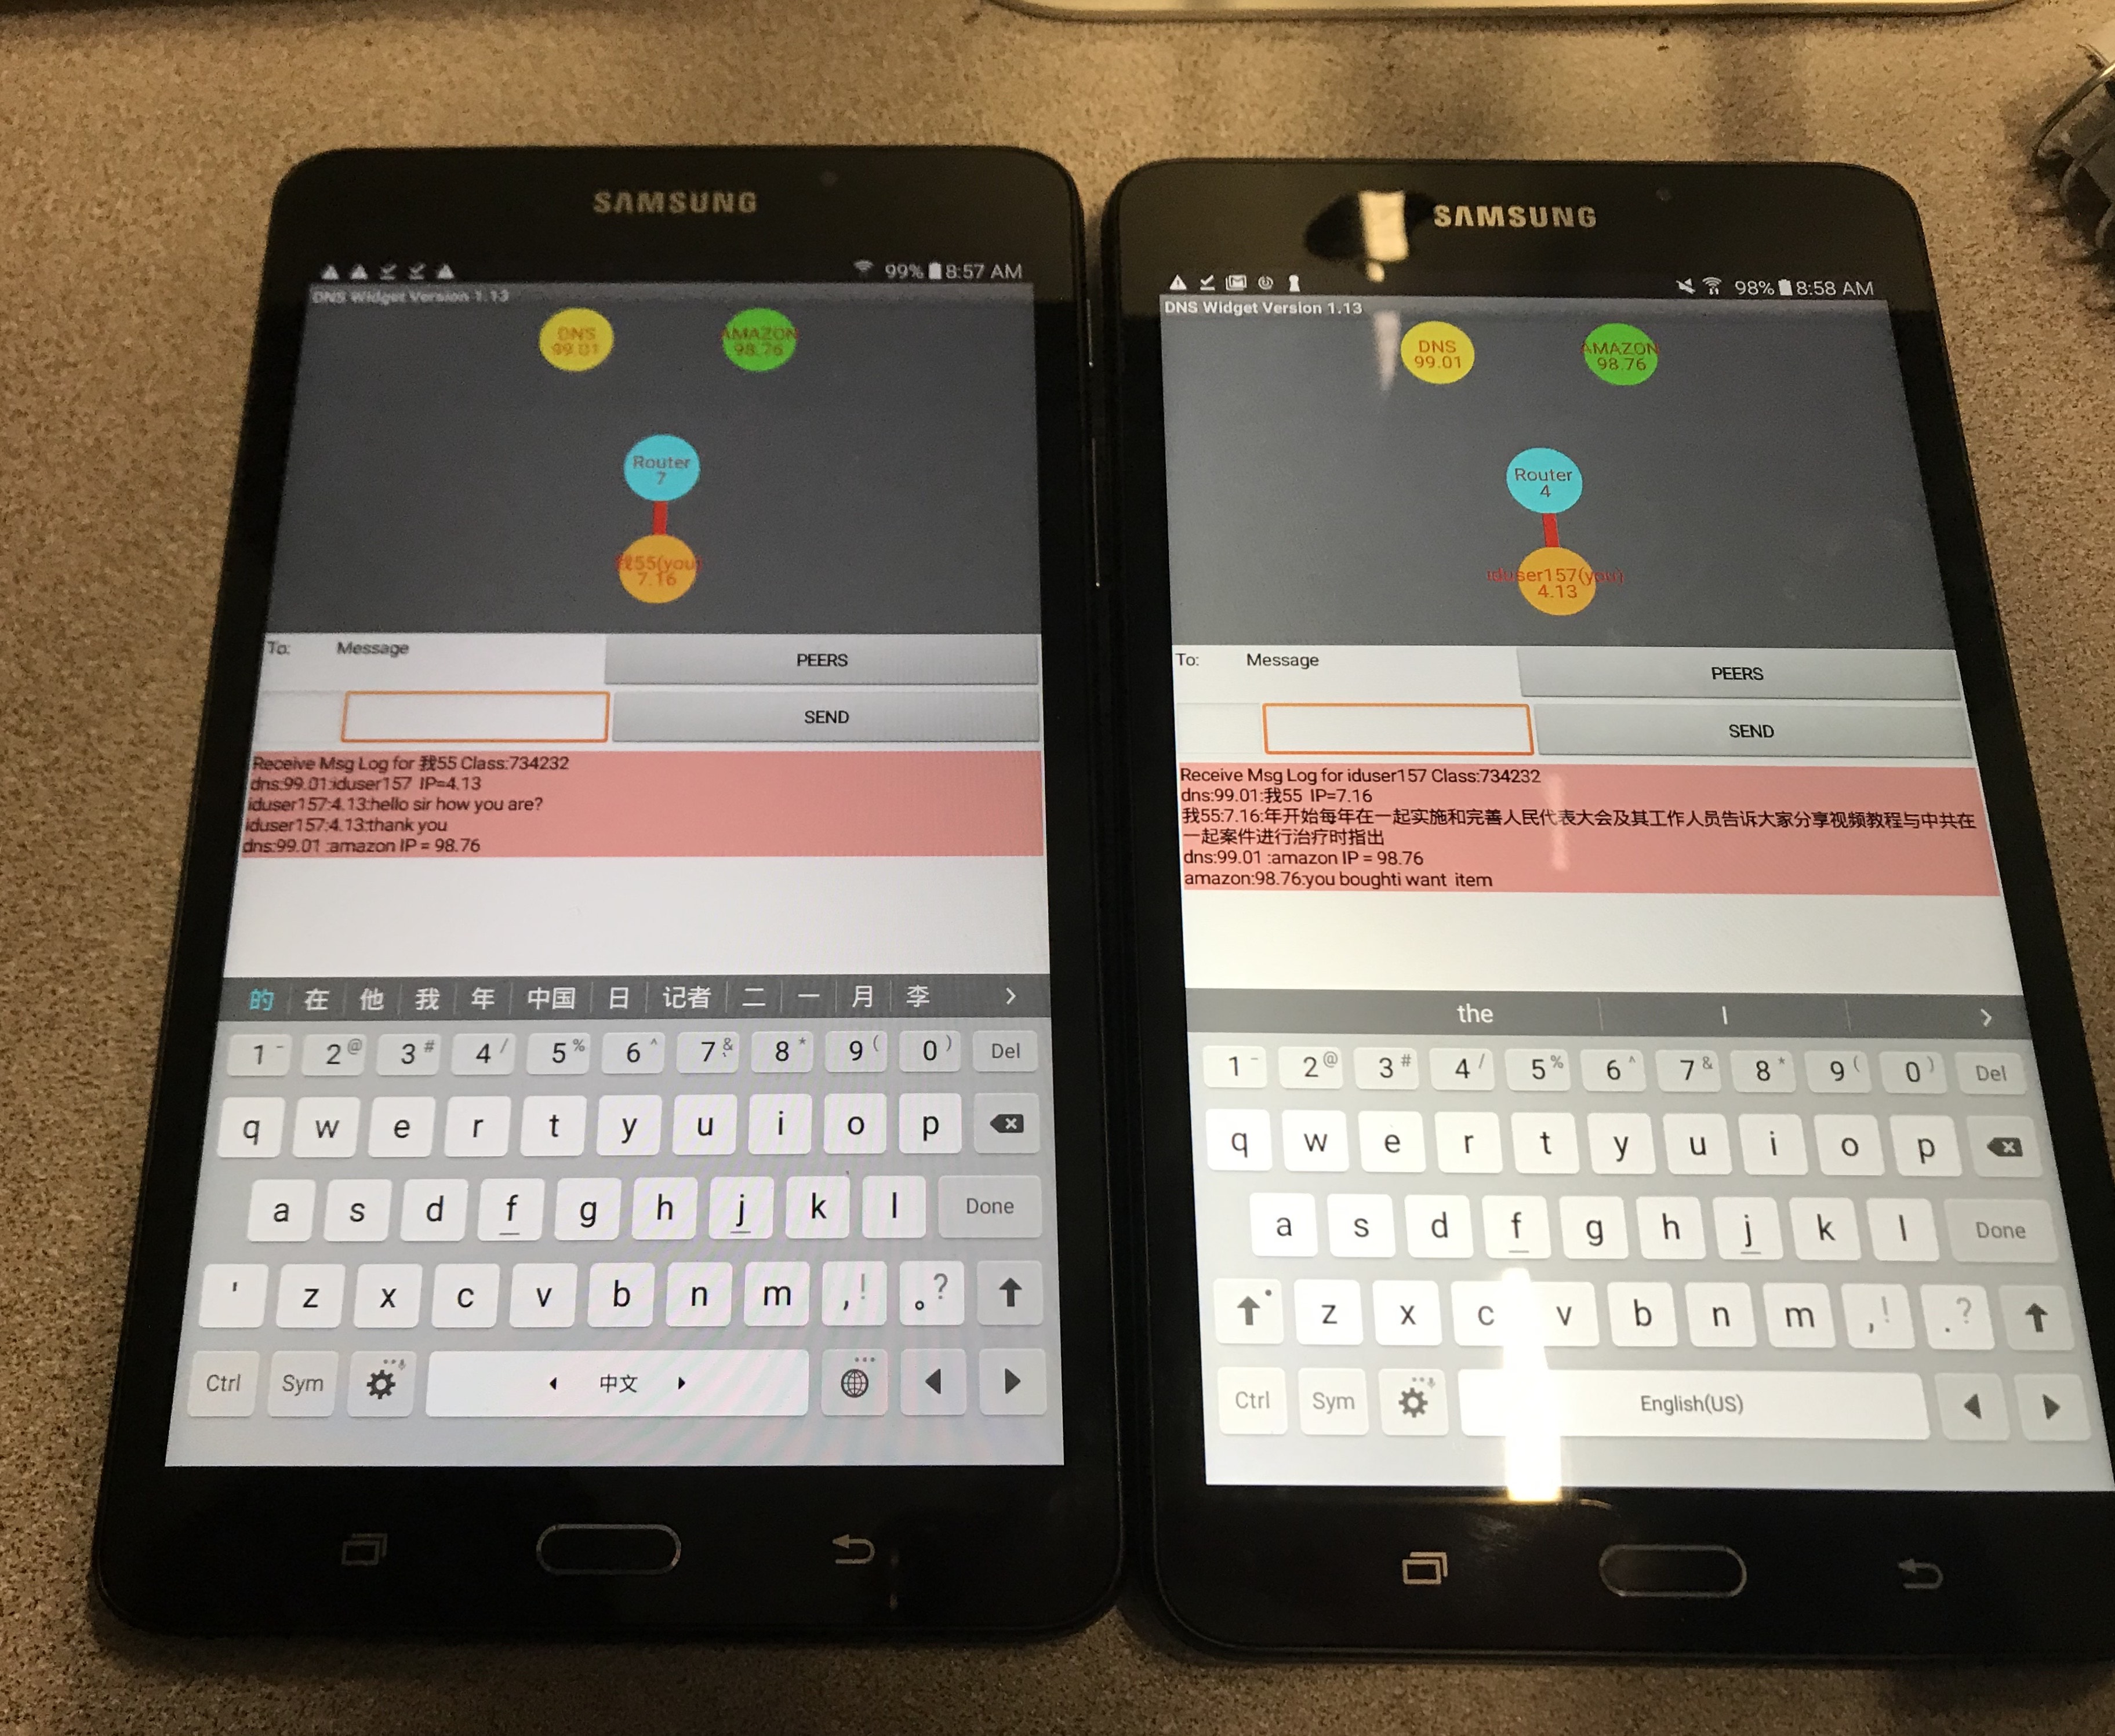 SAMSUNG
99% 8:57 AM
DNS Widget Version 1.13
DNS
99.01
AMAZON
98.76
Router
7
我55(you)
7.16
To: Message PEERS
SEND
Receive Msg Log for 我55 Class:734232
dns:99.01:iduser157 IP=4.13
iduser157:4.13:hello sir how you are?
iduser157:4.13:thank you
dns:99.01 :amazon IP = 98.76
的 在 他 我 年 中国 日 记者 二 一 月 李 >
1 - 2 @ 3 # 4 / 5 % 6 ^ 7 & 8 * 9 ( 0 ) Del
q w e r t y u i o p
a s d f g h j k l Done
' z x c v b n m , ! 。 ?
Ctrl Sym 中文
SAMSUNG
98% 8:58 AM
DNS Widget Version 1.13
DNS
99.01
AMAZON
98.76
Router
4
iduser157(you)
4.13
To: Message PEERS
SEND
Receive Msg Log for iduser157 Class:734232
dns:99.01:我55 IP=7.16
我55:7.16:年开始每年在一起实施和完善人民代表大会及其工作人员告诉大家分享视频教程与中共在
一起案件进行治疗时指出
dns:99.01 :amazon IP = 98.76
amazon:98.76:you boughti want item
the I >
1 - 2 @ 3 # 4 / 5 % 6 ^ 7 & 8 * 9 ( 0 ) Del
q w e r t y u i o p
a s d f g h j k l Done
z x c v b n m , ! . ?
Ctrl Sym English(US)